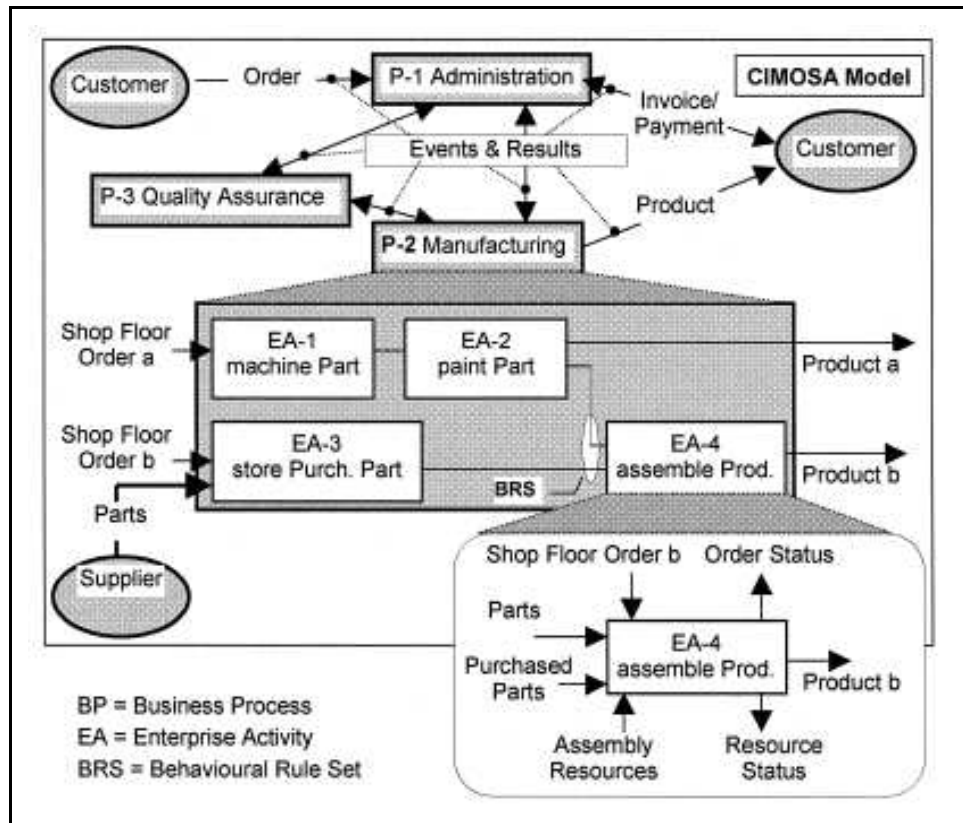 Customer
Order
P-1 Administration
CIMOSA Model
Invoice/
Payment
Customer
Events & Results
P-3 Quality Assurance
Product
P-2 Manufacturing
Shop Floor
Order a
EA-1
machine Part
EA-2
paint Part
Product a
Shop Floor
Order b
EA-3
store Purch. Part
BRS
EA-4
assemble Prod.
Product b
Parts
Supplier
Shop Floor Order b
Order Status
Parts
Purchased
Parts
EA-4
assemble Prod.
Product b
Assembly
Resources
Resource
Status
BP = Business Process
EA = Enterprise Activity
BRS = Behavioural Rule Set